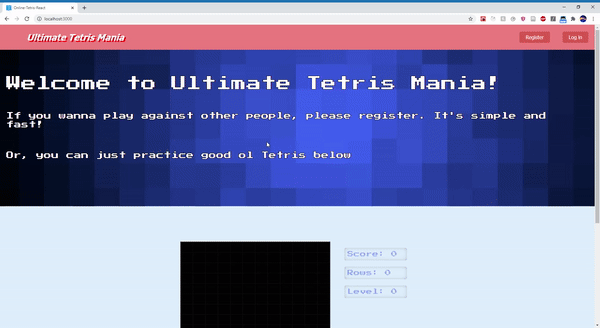 Online-Tetris-React
localhost:3000
Ultimate Tetris Mania
Register
Log in
Welcome to Ultimate Tetris Mania!
If you wanna play against other people, please register. It's simple and
fast!
Or, you can just practice good ol Tetris below
Score: 0
Rows: 0
Level: 0